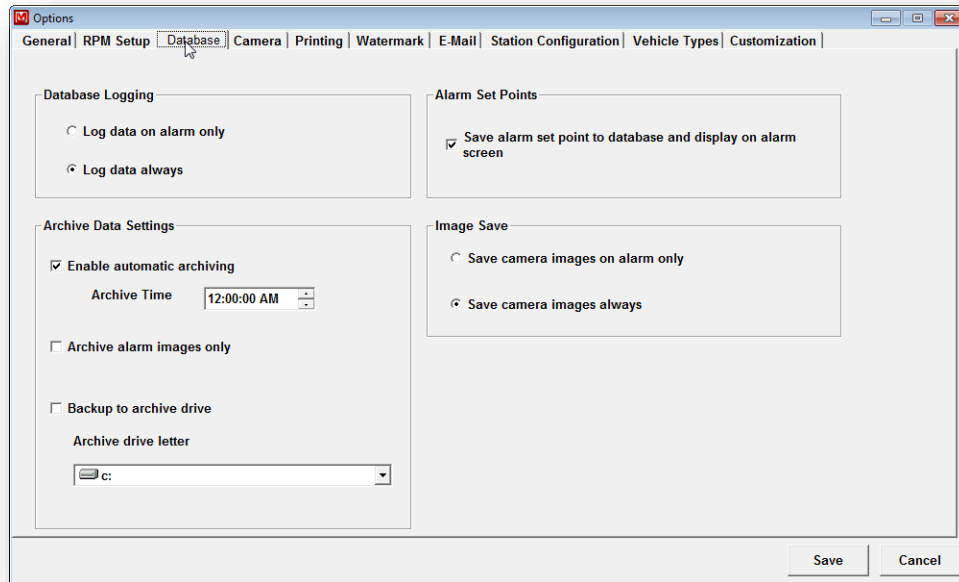 Options
General RPM Setup Database Camera Printing Watermark E-Mail Station Configuration Vehicle Types Customization
Database Logging
Log data on alarm only
Log data always
Alarm Set Points
Save alarm set point to database and display on alarm
screen
Archive Data Settings
Enable automatic archiving
Archive Time 12:00:00 AM
Archive alarm images only
Backup to archive drive
Archive drive letter
c:
Image Save
Save camera images on alarm only
Save camera images always
Save Cancel